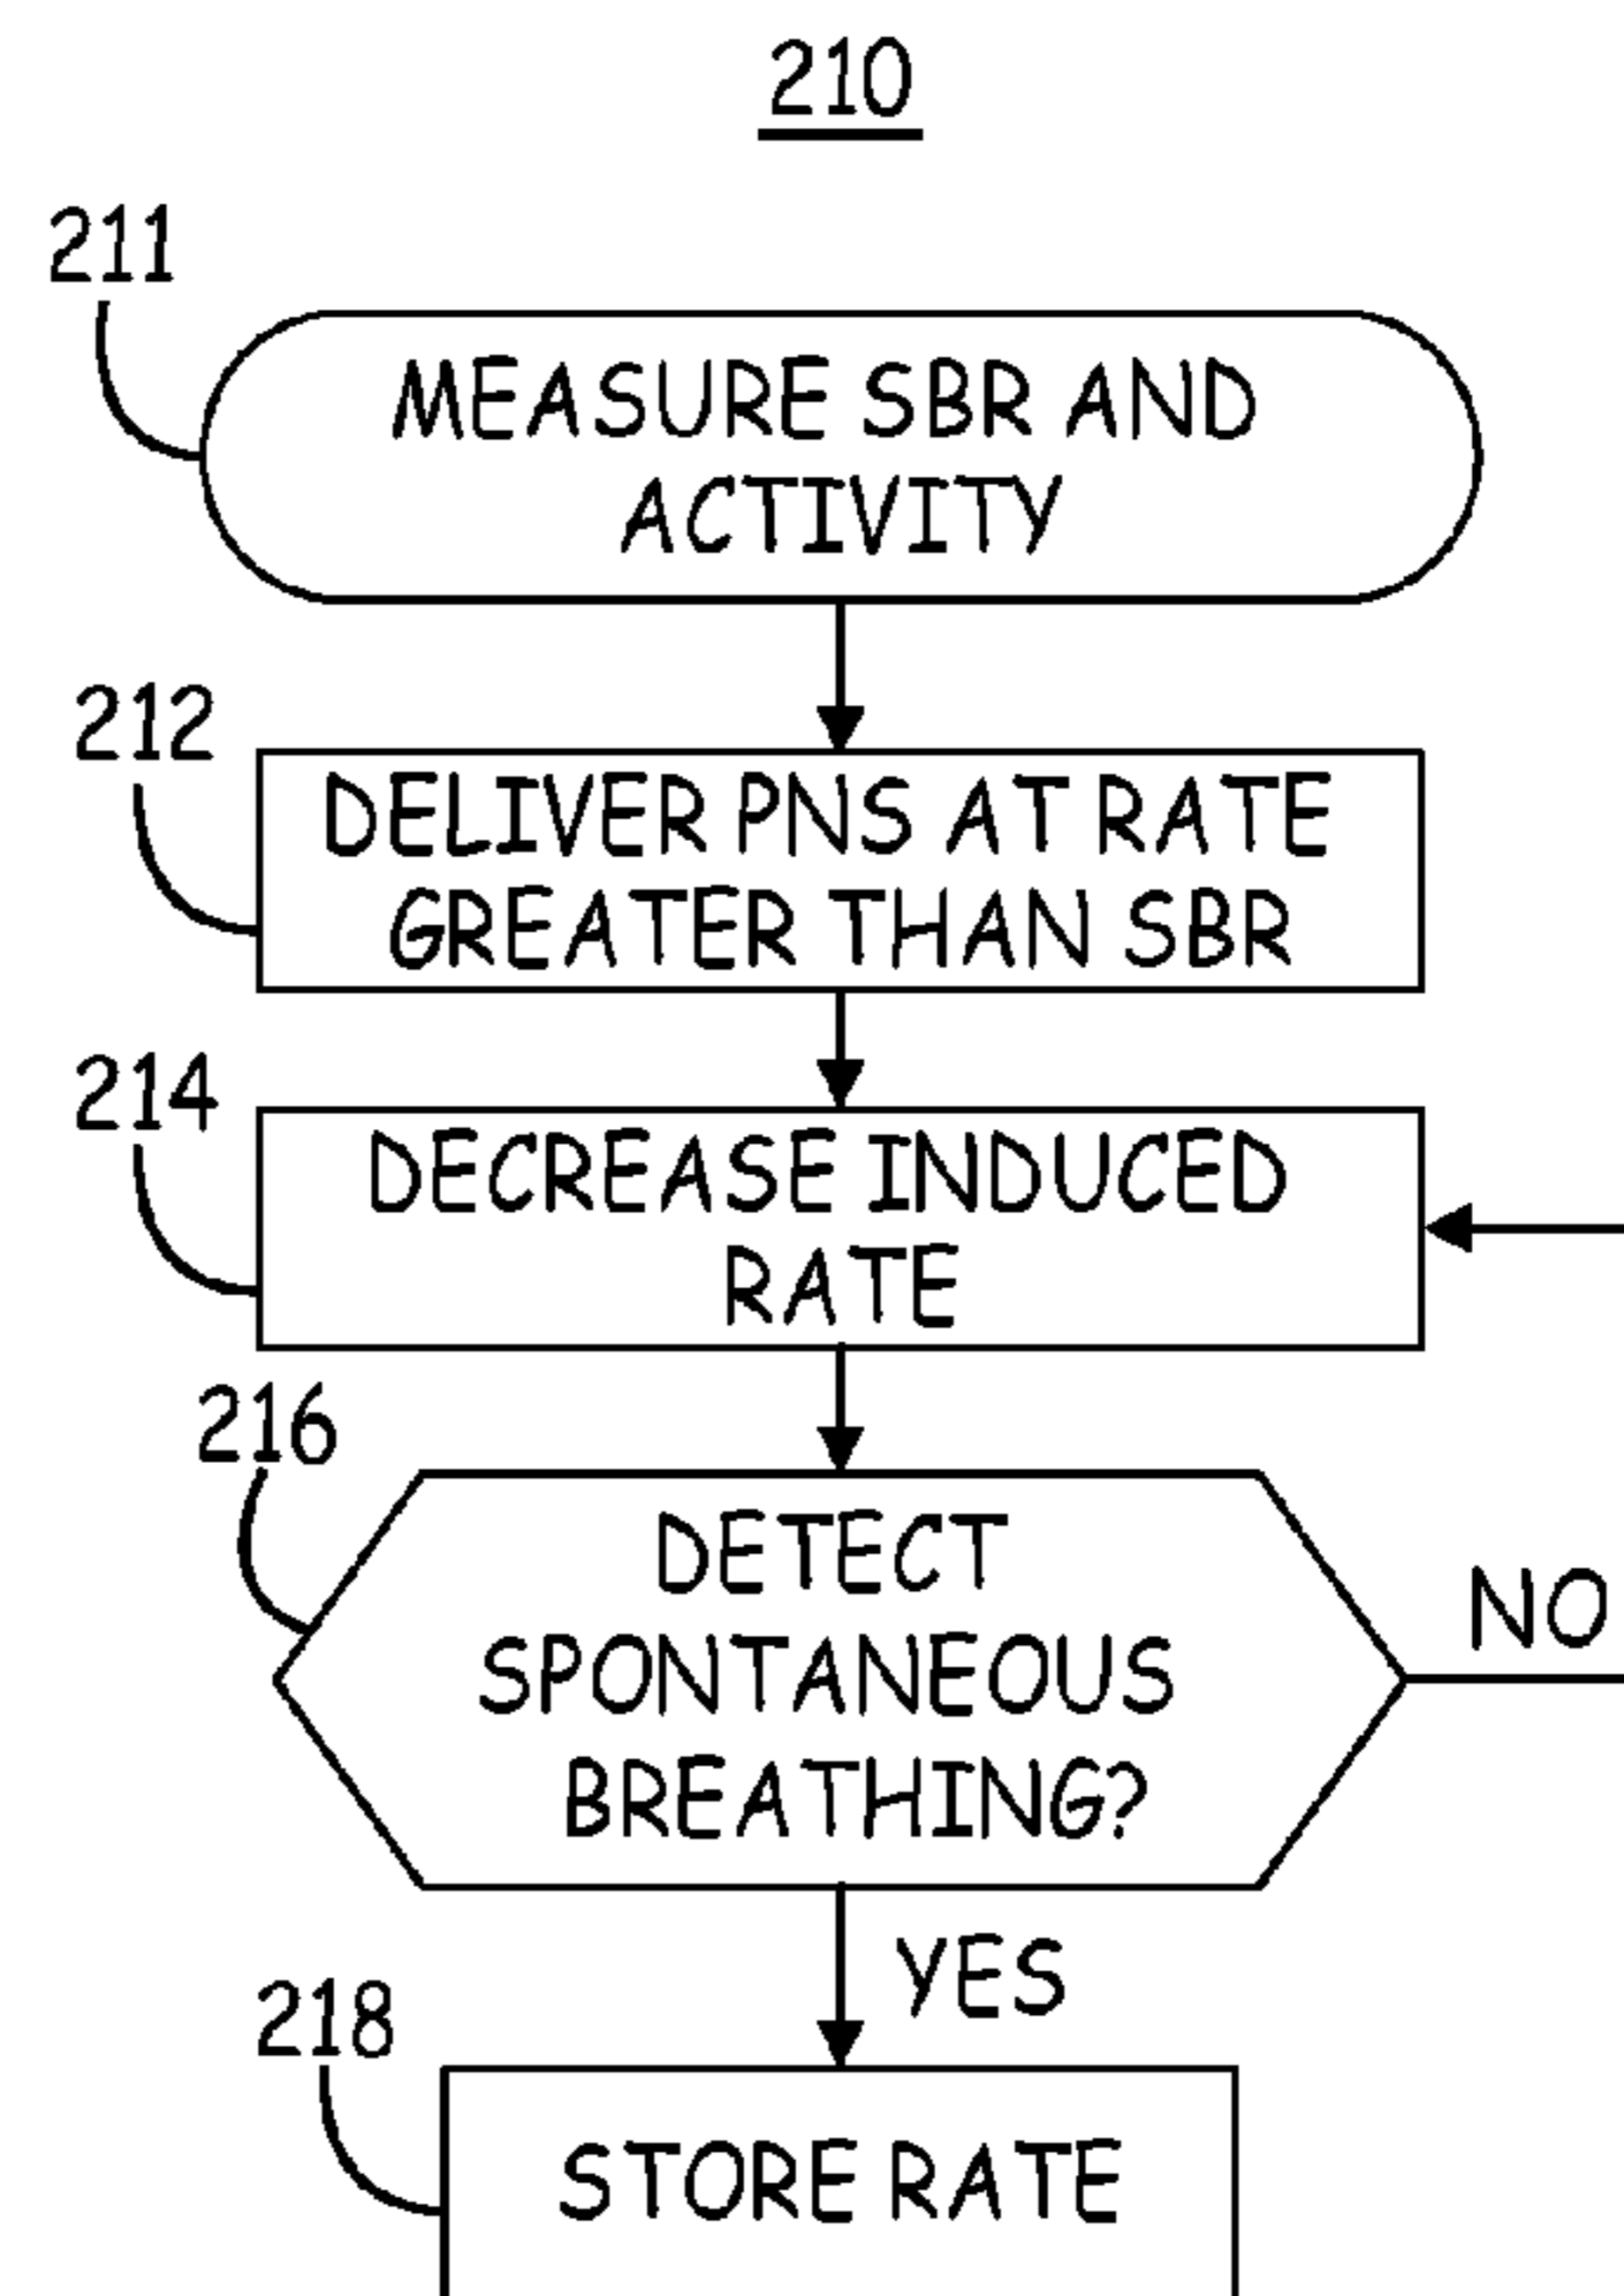 210
211
MEASURE SBR AND
ACTIVITY
212
DELIVER PNS AT RATE
GREATER THAN SBR
214
DECREASE INDUCED
RATE
216
DETECT
SPONTANEOUS
BREATHING?
NO
YES
218
STORE RATE